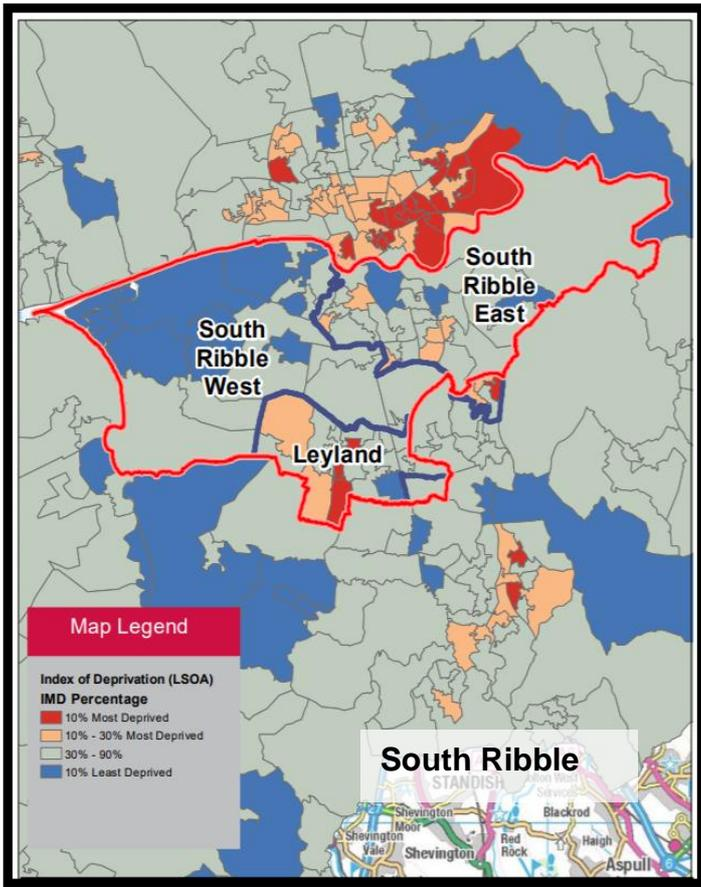 South
Ribble
East
South
Ribble
West
Leyland
Map Legend
Index of Deprivation (LSOA)
IMD Percentage
10% Most Deprived
10% - 30% Most Deprived
30% - 90%
10% Least Deprived
South Ribble
STANDISH
Services
Shevington
Moor
Blackrod
Shevington
Vale
Shevington
Red
Rock
Haigh
Aspull
6